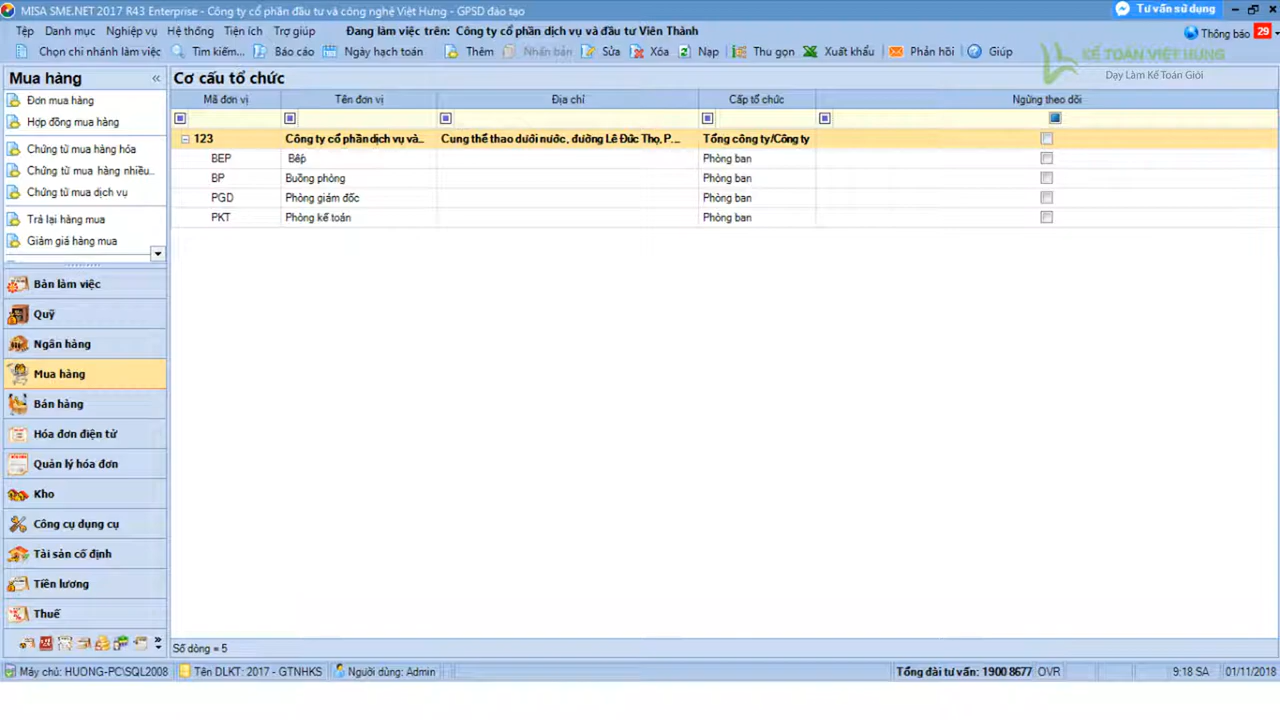 MISA SME.NET 2017 R43 Enterprise - Công ty cổ phần đầu tư và công nghệ Việt Hưng - GPSD đào tạo
Tư vấn sử dụng
Tệp Danh mục Nghiệp vụ Hệ thống Tiện ích Trợ giúp Đang làm việc trên: Công ty cổ phần dịch vụ và đầu tư Viên Thành
Thông báo 29
Chọn chi nhánh làm việc Tìm kiếm... Báo cáo Ngày hạch toán Thêm Nhân bản Sửa Xóa Nạp Thu gọn Xuất khẩu Phản hồi Giúp
KẾ TOÁN VIỆT HƯNG
Dạy Làm Kế Toán Giỏi
Mua hàng «
Đơn mua hàng
Hợp đồng mua hàng
Chứng từ mua hàng hóa
Chứng từ mua hàng nhiều...
Chứng từ mua dịch vụ
Trả lại hàng mua
Giảm giá hàng mua
Bàn làm việc
Quỹ
Ngân hàng
Mua hàng
Bán hàng
Hóa đơn điện tử
Quản lý hóa đơn
Kho
Công cụ dụng cụ
Tài sản cố định
Tiền lương
Thuế
Cơ cấu tổ chức
Mã đơn vị Tên đơn vị Địa chỉ Cấp tổ chức Ngừng theo dõi
123 Công ty cổ phần dịch vụ và... Cung thể thao dưới nước, đường Lê Đức Thọ, P.... Tổng công ty/Công ty
BEP Bếp Phòng ban
BP Buồng phòng Phòng ban
PGD Phòng giám đốc Phòng ban
PKT Phòng kế toán Phòng ban
Số dòng = 5
Máy chủ: HUONG-PC\SQL2008 Tên DLKT: 2017 - GTNHKS Người dùng: Admin Tổng đài tư vấn: 1900 8677 OVR 9:18 SA 01/11/2018